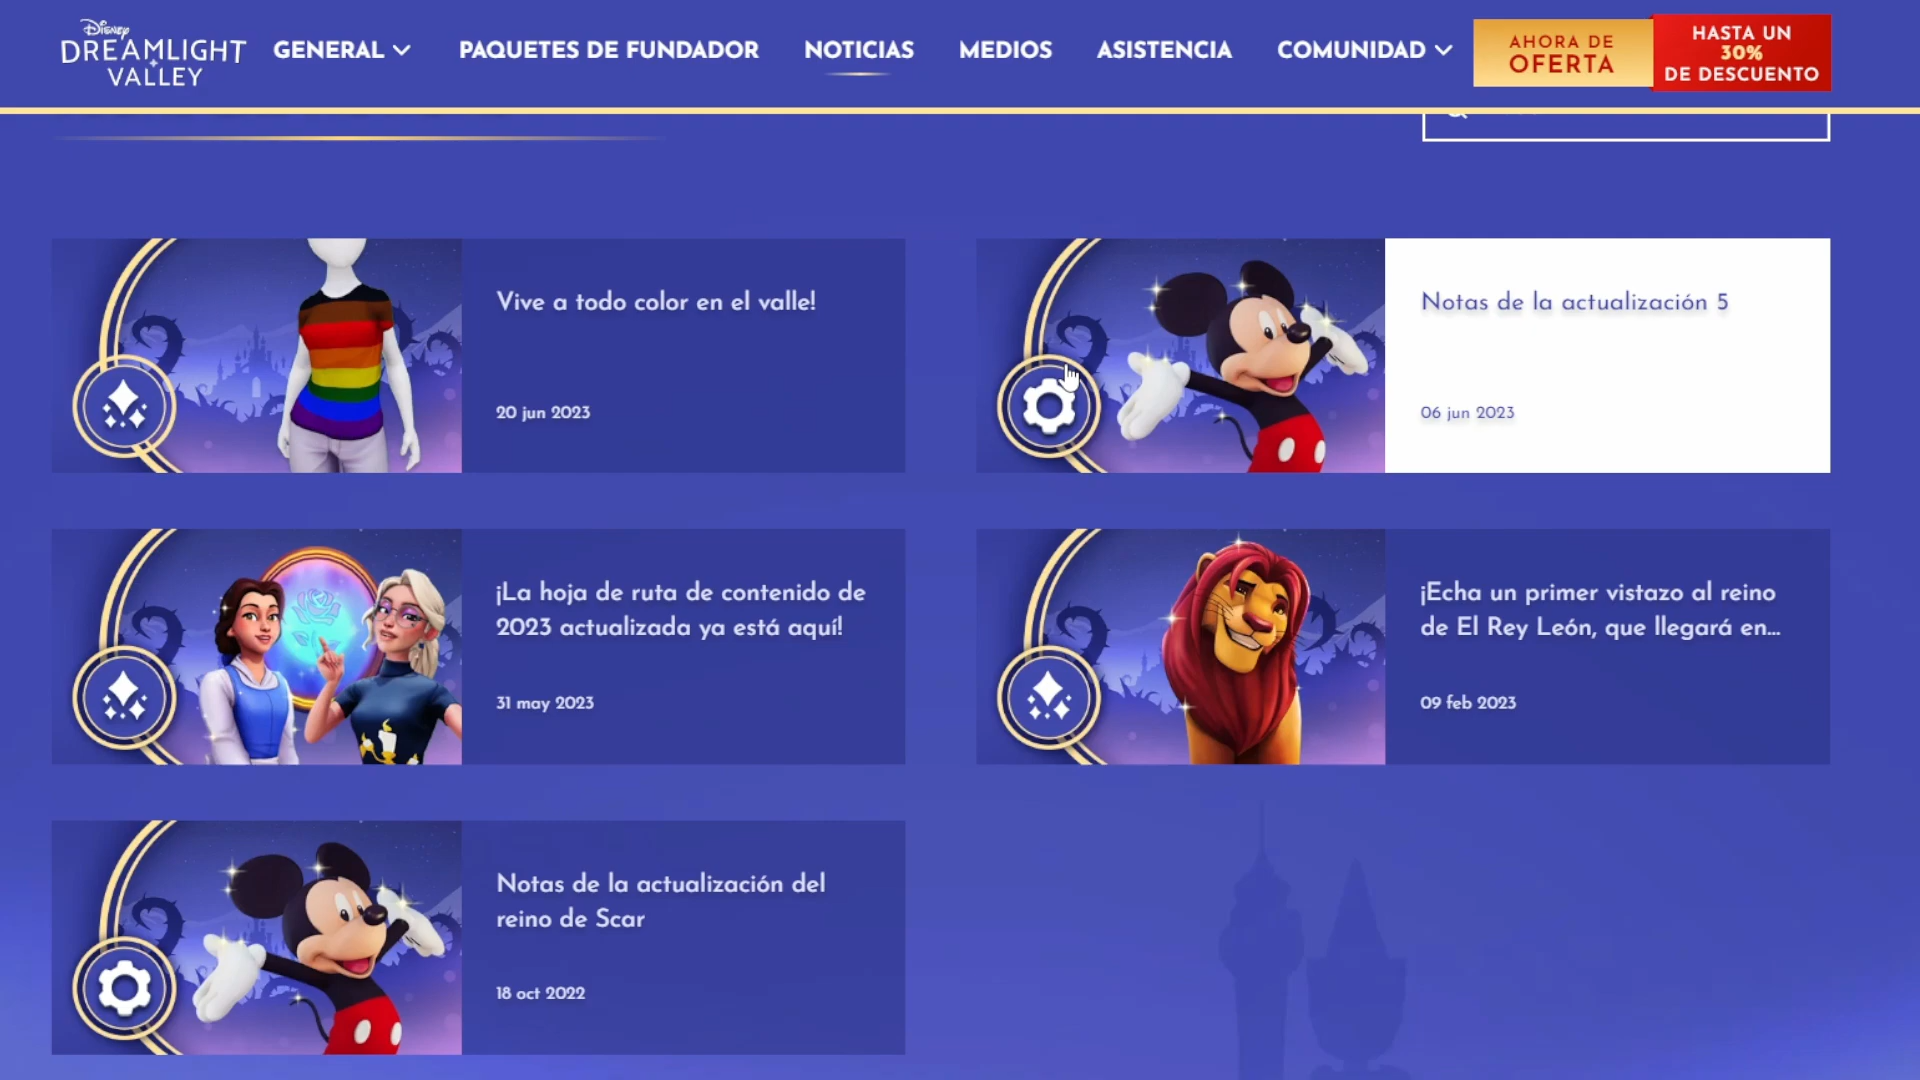 Disney
DREAMLIGHT
VALLEY
GENERAL
PAQUETES DE FUNDADOR
NOTICIAS
MEDIOS
ASISTENCIA
COMUNIDAD
AHORA DE
OFERTA
HASTA UN
30%
DE DESCUENTO
Vive a todo color en el valle!
20 jun 2023
Notas de la actualización 5
06 jun 2023
¡La hoja de ruta de contenido de
2023 actualizada ya está aquí!
31 may 2023
¡Echa un primer vistazo al reino
de El Rey León, que llegará en...
09 feb 2023
Notas de la actualización del
reino de Scar
18 oct 2022